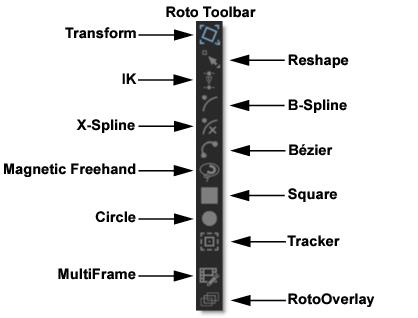 Roto Toolbar
Transform
Reshape
IK
B-Spline
X-Spline
Bézier
Magnetic Freehand
Square
Circle
Tracker
MultiFrame
RotoOverlay